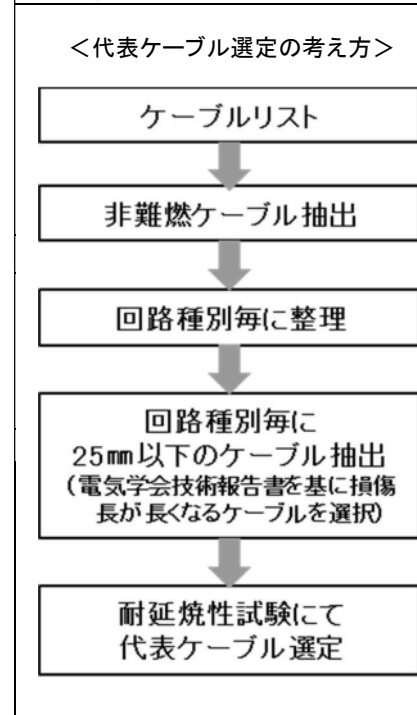 ＜代表ケーブル選定の考え方＞
ケーブルリスト
非難燃ケーブル抽出
回路種別毎に整理
回路種別毎に
25㎜以下のケーブル抽出
(電気学会技術報告書を基に損傷
長が長くなるケーブルを選択)
耐延焼性試験にて
代表ケーブル選定